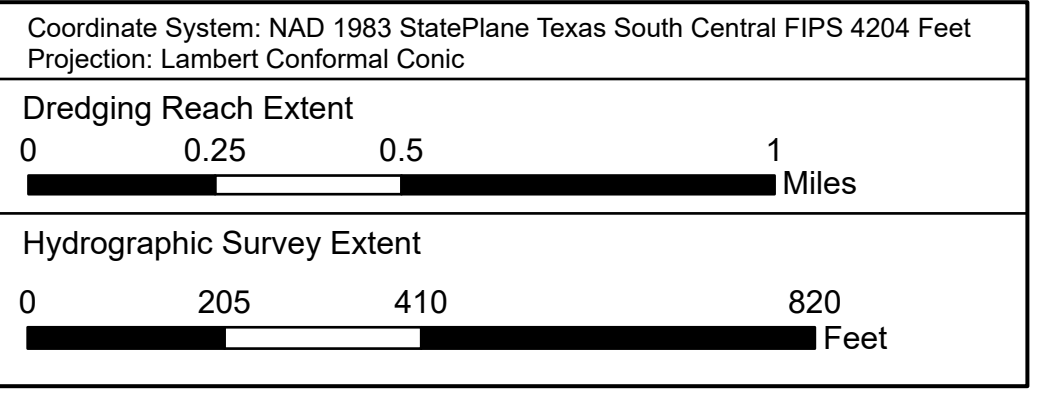 Coordinate System: NAD 1983 StatePlane Texas South Central FIPS 4204 Feet
Projection: Lambert Conformal Conic
Dredging Reach Extent
0 0.25 0.5 1
Miles
Hydrographic Survey Extent
0 205 410 820
Feet